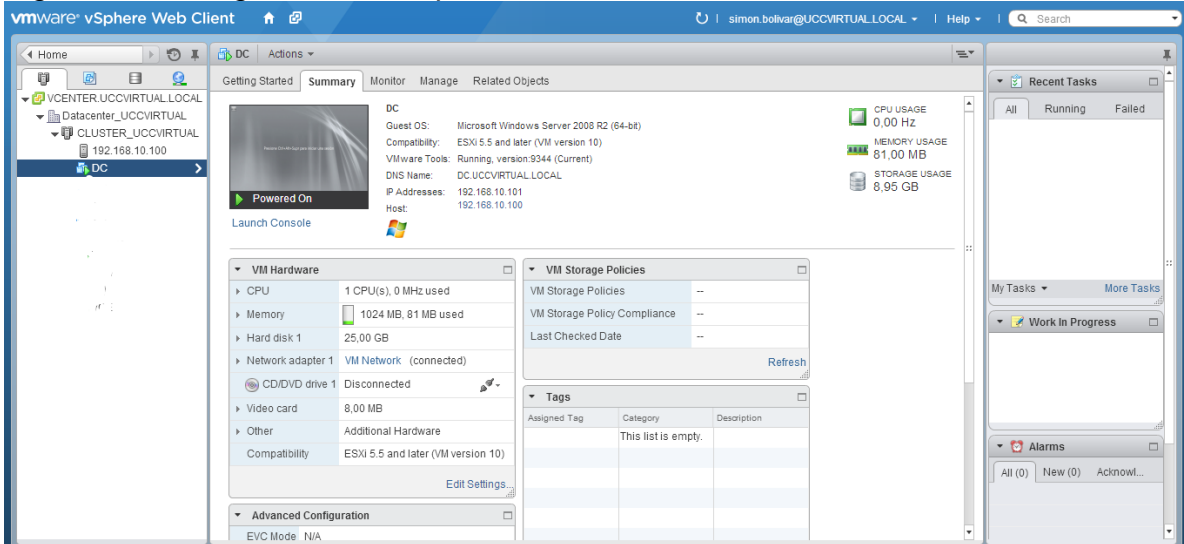 vmware® vSphere Web Client
simon.bolivar@UCCVIRTUAL.LOCAL
Help
Search
Home
DC
Actions
Getting Started
Summary
Monitor
Manage
Related Objects
VCENTER.UCCVIRTUAL.LOCAL
Datacenter_UCCVIRTUAL
CLUSTER_UCCVIRTUAL
192.168.10.100
DC
Powered On
Launch Console
DC
Guest OS: Microsoft Windows Server 2008 R2 (64-bit)
Compatibility: ESXi 5.5 and later (VM version 10)
VMware Tools: Running, version:9344 (Current)
DNS Name: DC.UCCVIRTUAL.LOCAL
IP Addresses: 192.168.10.101
Host: 192.168.10.100
CPU USAGE
0,00 Hz
MEMORY USAGE
81,00 MB
STORAGE USAGE
8,95 GB
VM Hardware
CPU 1 CPU(s), 0 MHz used
Memory 1024 MB, 81 MB used
Hard disk 1 25,00 GB
Network adapter 1 VM Network (connected)
CD/DVD drive 1 Disconnected
Video card 8,00 MB
Other Additional Hardware
Compatibility ESXi 5.5 and later (VM version 10)
Edit Settings...
Advanced Configuration
EVC Mode N/A
VM Storage Policies
VM Storage Policies --
VM Storage Policy Compliance --
Last Checked Date --
Refresh
Tags
Assigned Tag Category Description
This list is empty.
Recent Tasks
All Running Failed
My Tasks More Tasks
Work In Progress
Alarms
All (0) New (0) Acknowl...